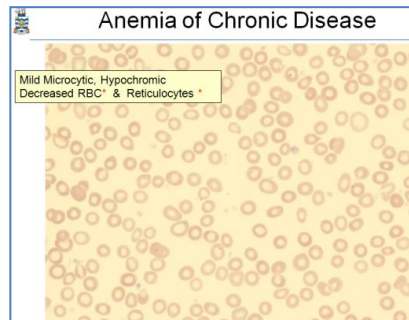 Anemia of Chronic Disease
Mild Microcytic, Hypochromic
Decreased RBC* & Reticulocytes *